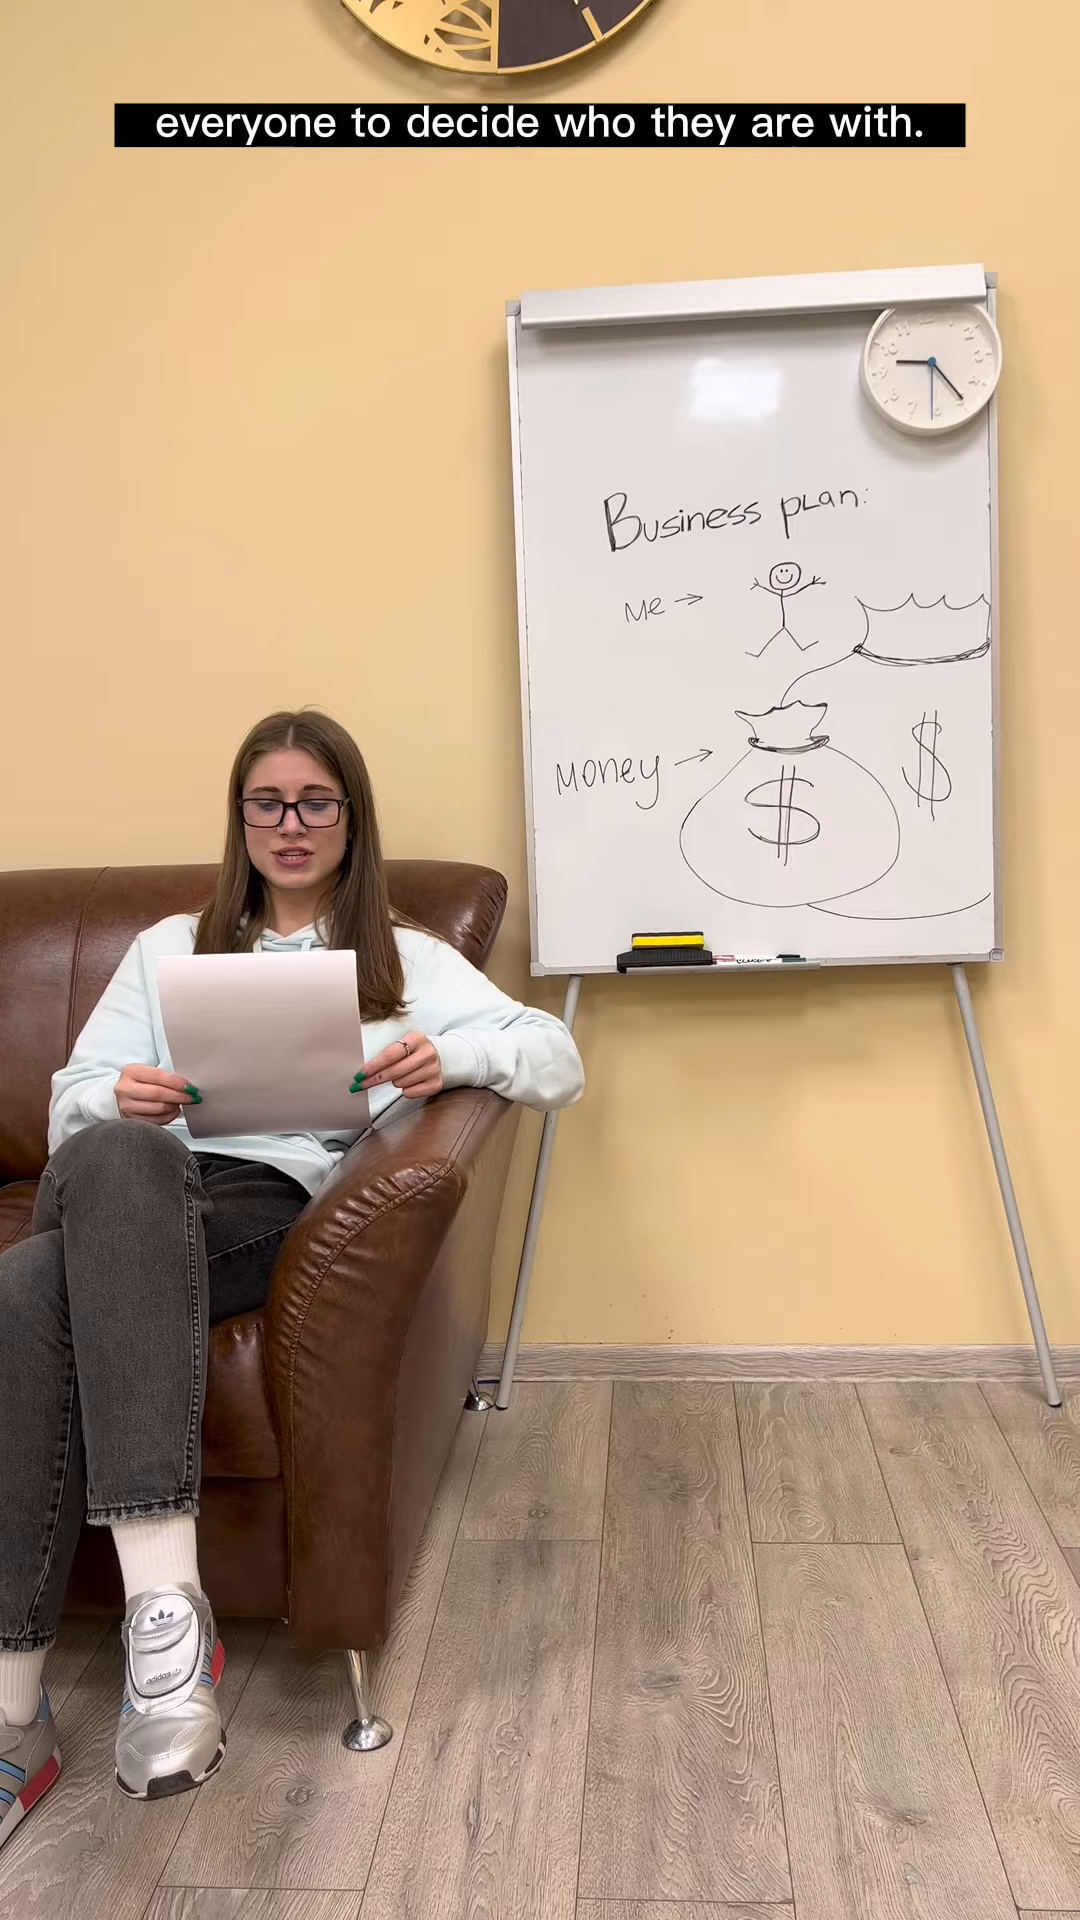 everyone to decide who they are with.
Business plan:
Me →
Money →
$
$
adidas